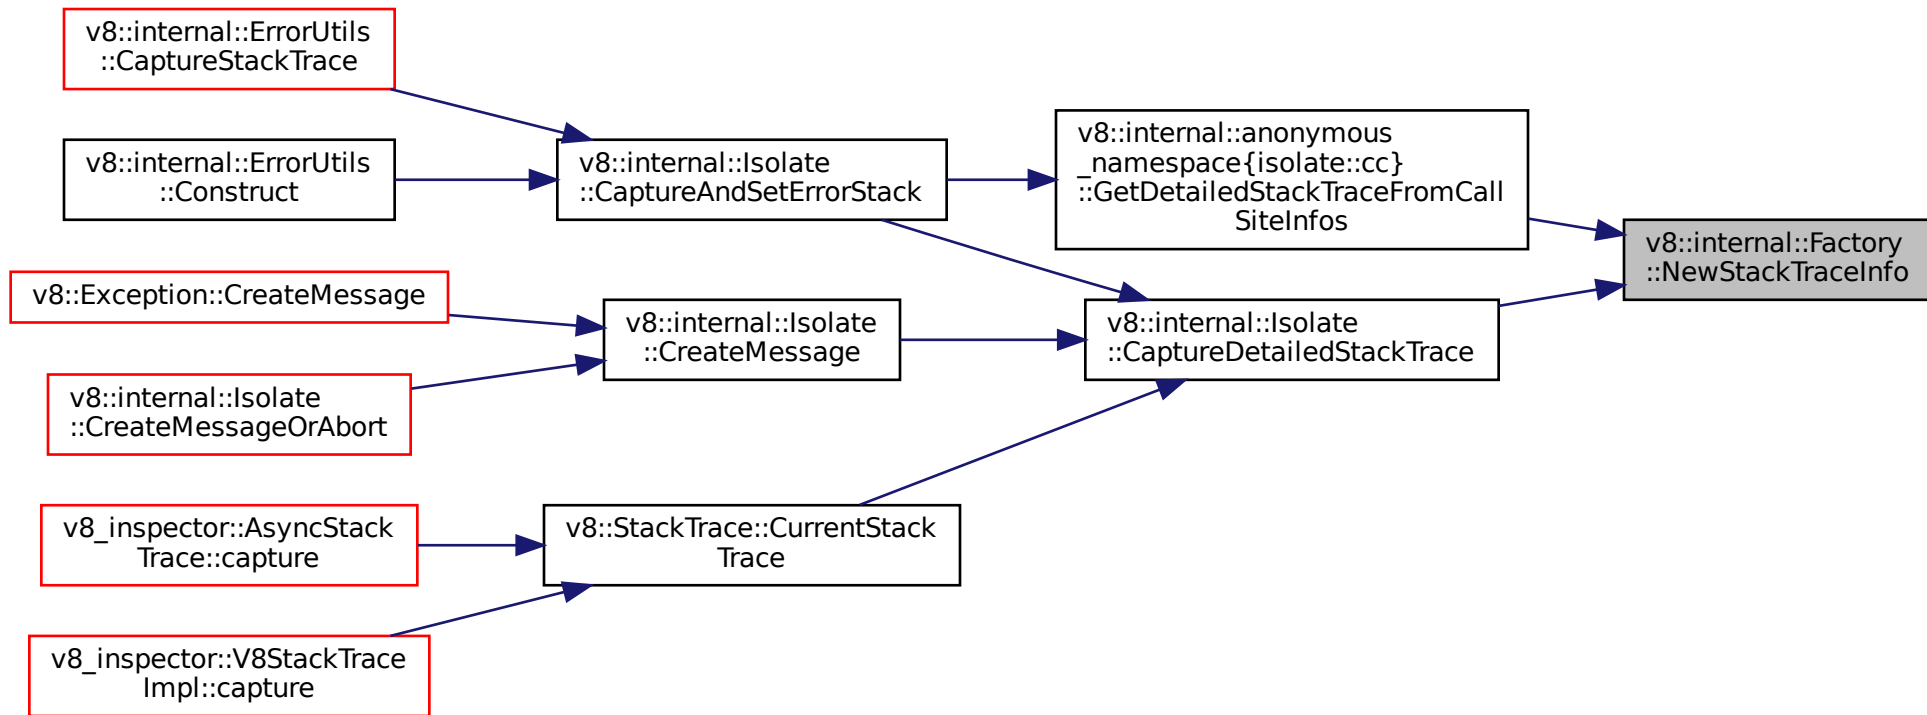 v8::internal::ErrorUtils
::CaptureStackTrace
v8::internal::ErrorUtils
::Construct
v8::Exception::CreateMessage
v8::internal::Isolate
::CreateMessageOrAbort
v8_inspector::AsyncStack
Trace::capture
v8_inspector::V8StackTrace
Impl::capture
v8::internal::Isolate
::CaptureAndSetErrorStack
v8::internal::Isolate
::CreateMessage
v8::StackTrace::CurrentStack
Trace
v8::internal::anonymous
_namespace{isolate::cc}
::GetDetailedStackTraceFromCall
SiteInfos
v8::internal::Isolate
::CaptureDetailedStackTrace
v8::internal::Factory
::NewStackTraceInfo